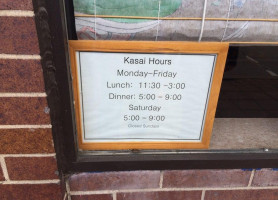 Kasai Hours
Monday-Friday
Lunch: 11:30 -3:00
Dinner: 5:00 - 9:00
Saturday
5:00 - 9:00
Closed Sundays